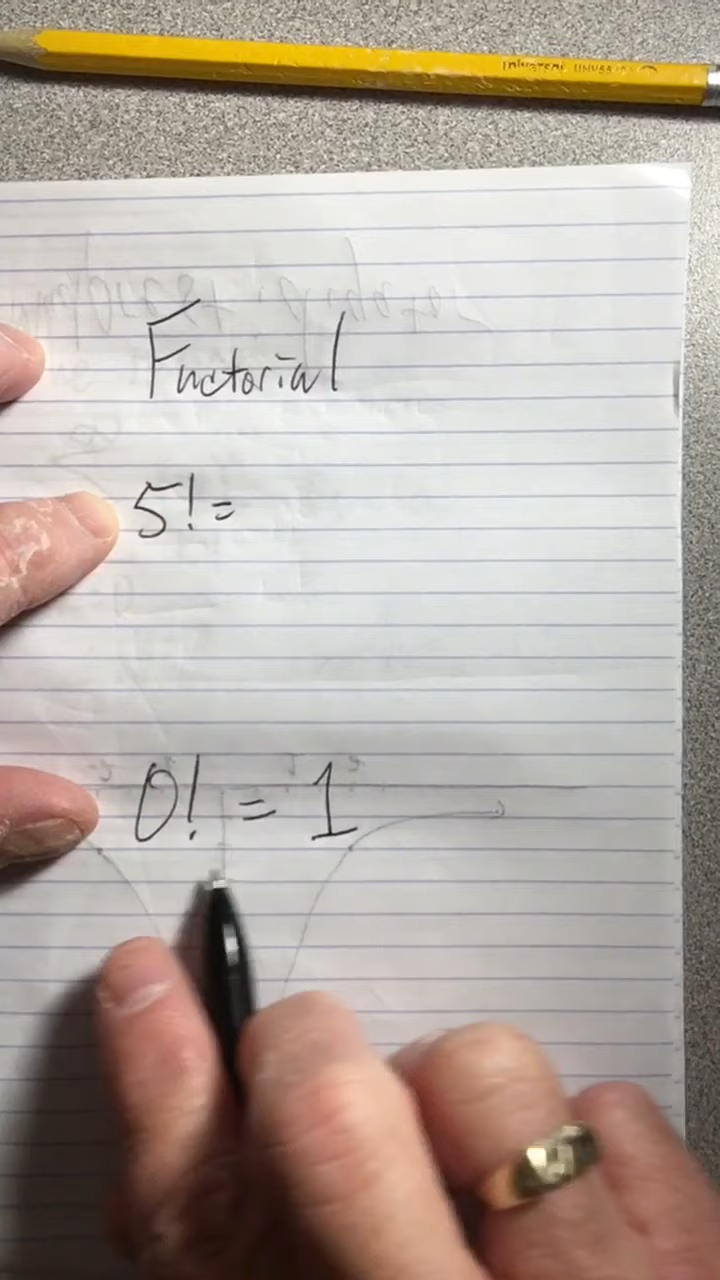 Factorial
5! =
0! = 1